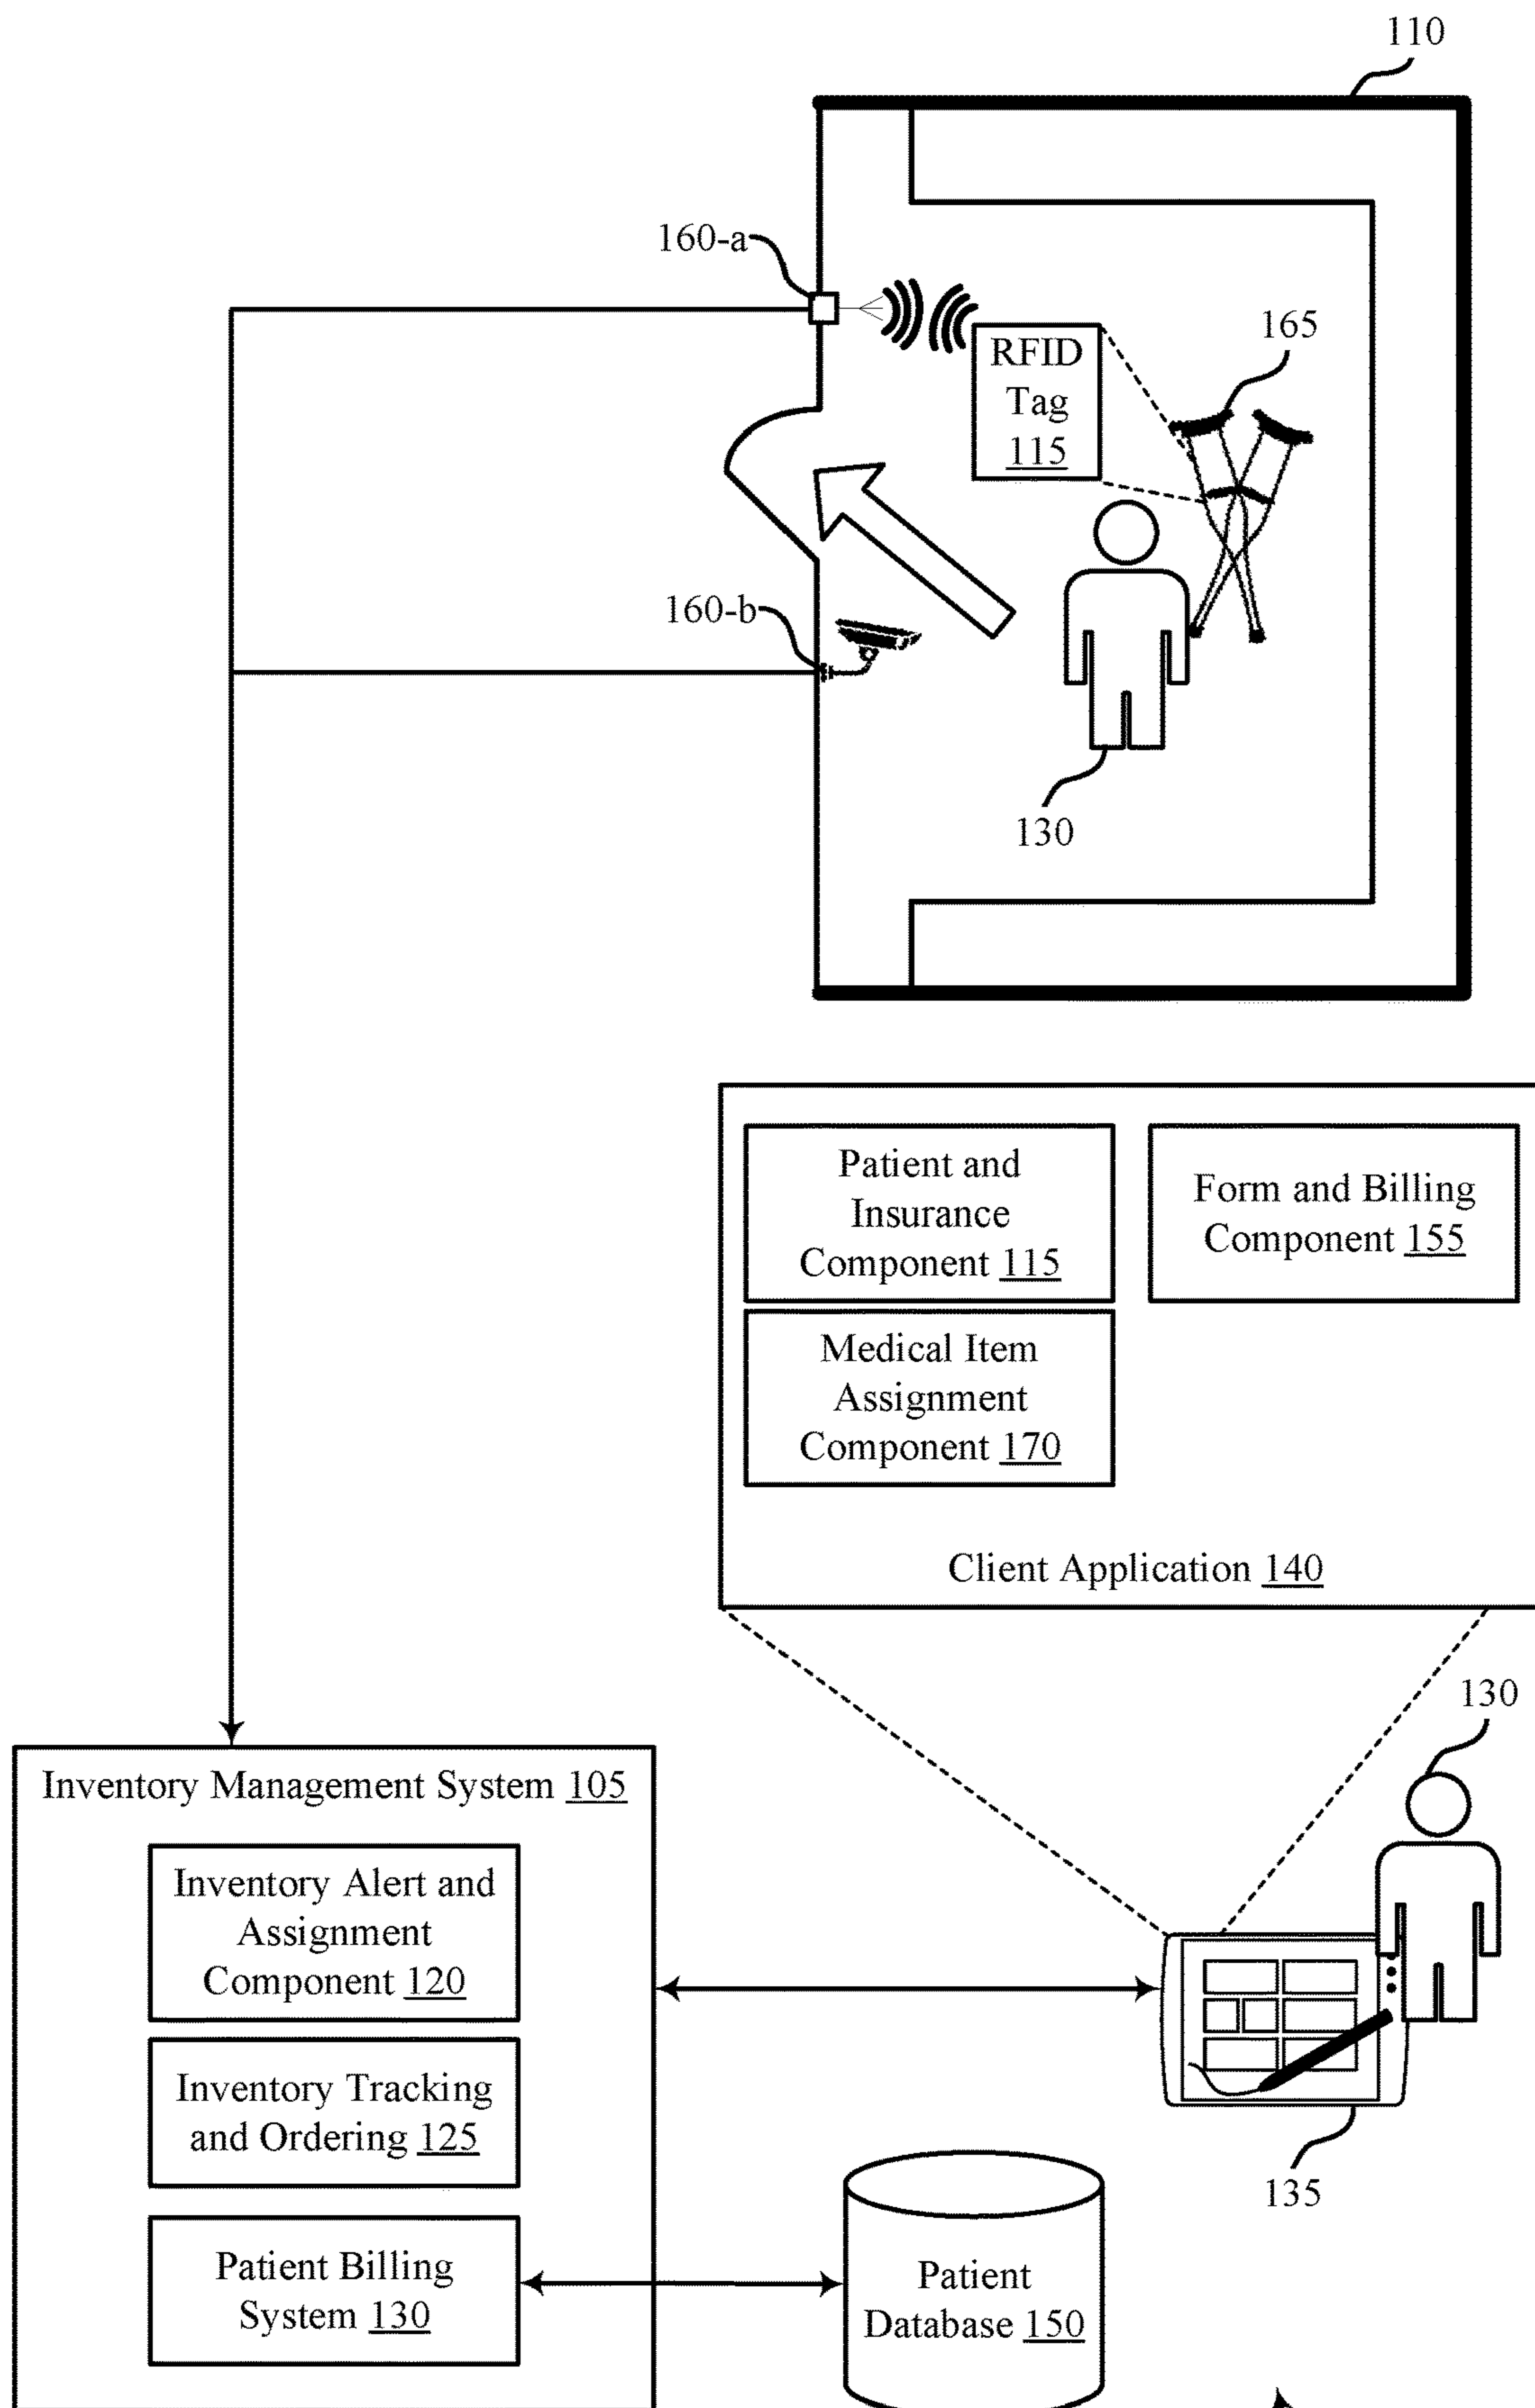 110
160-a
165
RFID
Tag
115
160-b
130
Patient and
Insurance
Component 115
Form and Billing
Component 155
Medical Item
Assignment
Component 170
Client Application 140
130
Inventory Management System 105
Inventory Alert and
Assignment
Component 120
Inventory Tracking
and Ordering 125
135
Patient Billing
System 130
Patient
Database 150